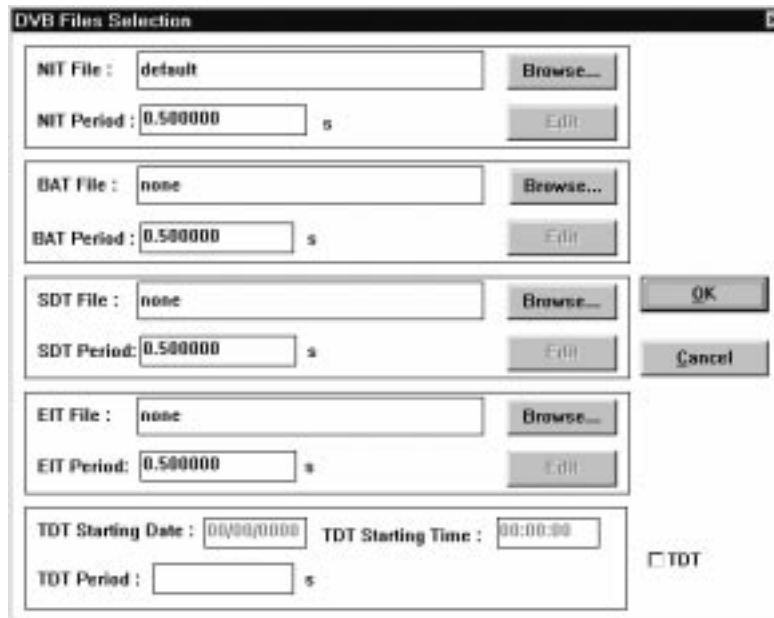 DVB Files Selection
NIT File : default Browse...
NIT Period : 0.500000 s Edit
BAT File : none Browse...
BAT Period : 0.500000 s Edit
SDT File : none Browse...
SDT Period: 0.500000 s Edit
OK
Cancel
EIT File : none Browse...
EIT Period: 0.500000 s Edit
TDT Starting Date : 00/00/0000 TDT Starting Time : 00:00:00
TDT Period : s
TDT